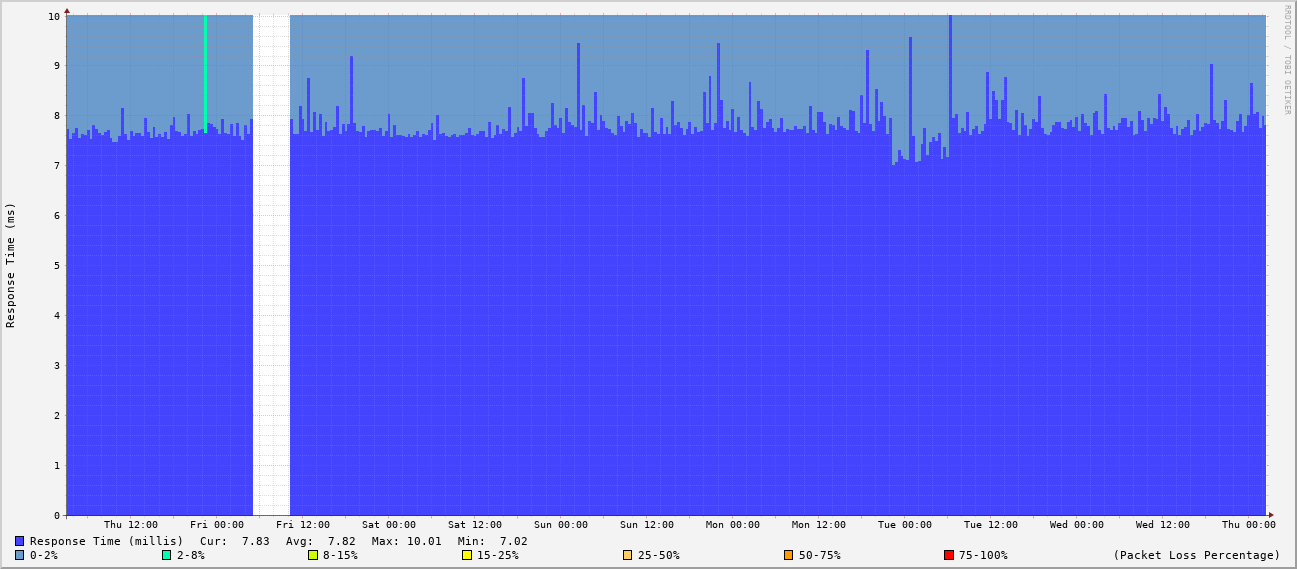 RRDTOOL / TOBI OETIKER
Response Time (ms)
10
9
8
7
6
5
4
3
2
1
0
Thu 12:00 Fri 00:00 Fri 12:00 Sat 00:00 Sat 12:00 Sun 00:00 Sun 12:00 Mon 00:00 Mon 12:00 Tue 00:00 Tue 12:00 Wed 00:00 Wed 12:00 Thu 00:00
Response Time (millis) Cur: 7.83 Avg: 7.82 Max: 10.01 Min: 7.02
0-2% 2-8% 8-15% 15-25% 25-50% 50-75% 75-100% (Packet Loss Percentage)